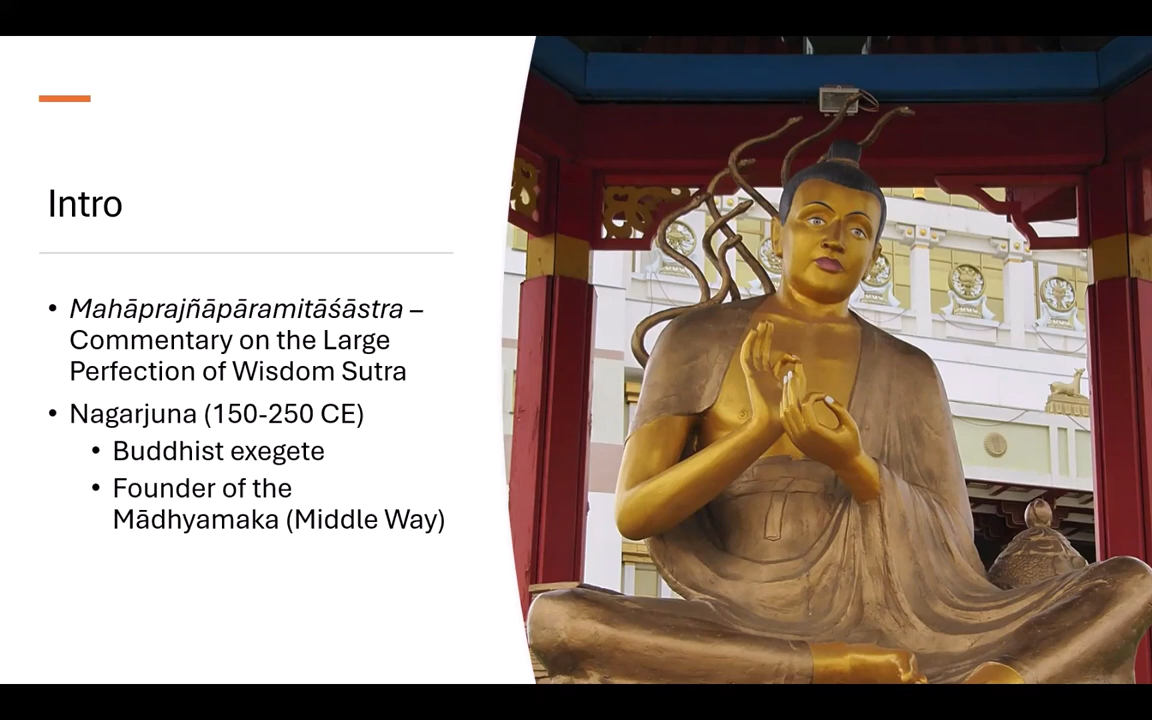 Intro
• Mahāprajñāpāramitāśāstra –
Commentary on the Large
Perfection of Wisdom Sutra
• Nagarjuna (150-250 CE)
• Buddhist exegete
• Founder of the
Mādhyamaka (Middle Way)